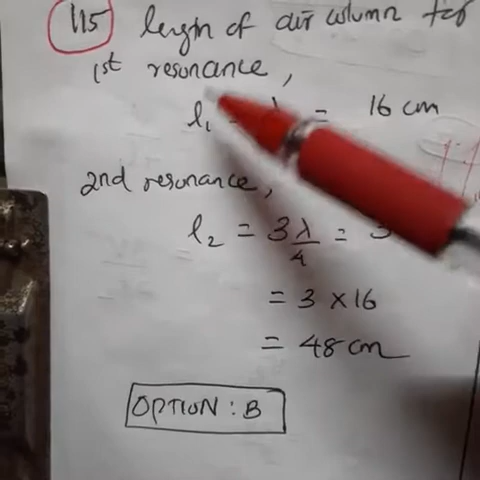 115 length of air column for
1st resonance,
l₁ = = 16 cm
2nd resonance,
l₂ = 3λ/4 = 3
= 3 × 16
= 48 cm
OPTION : B